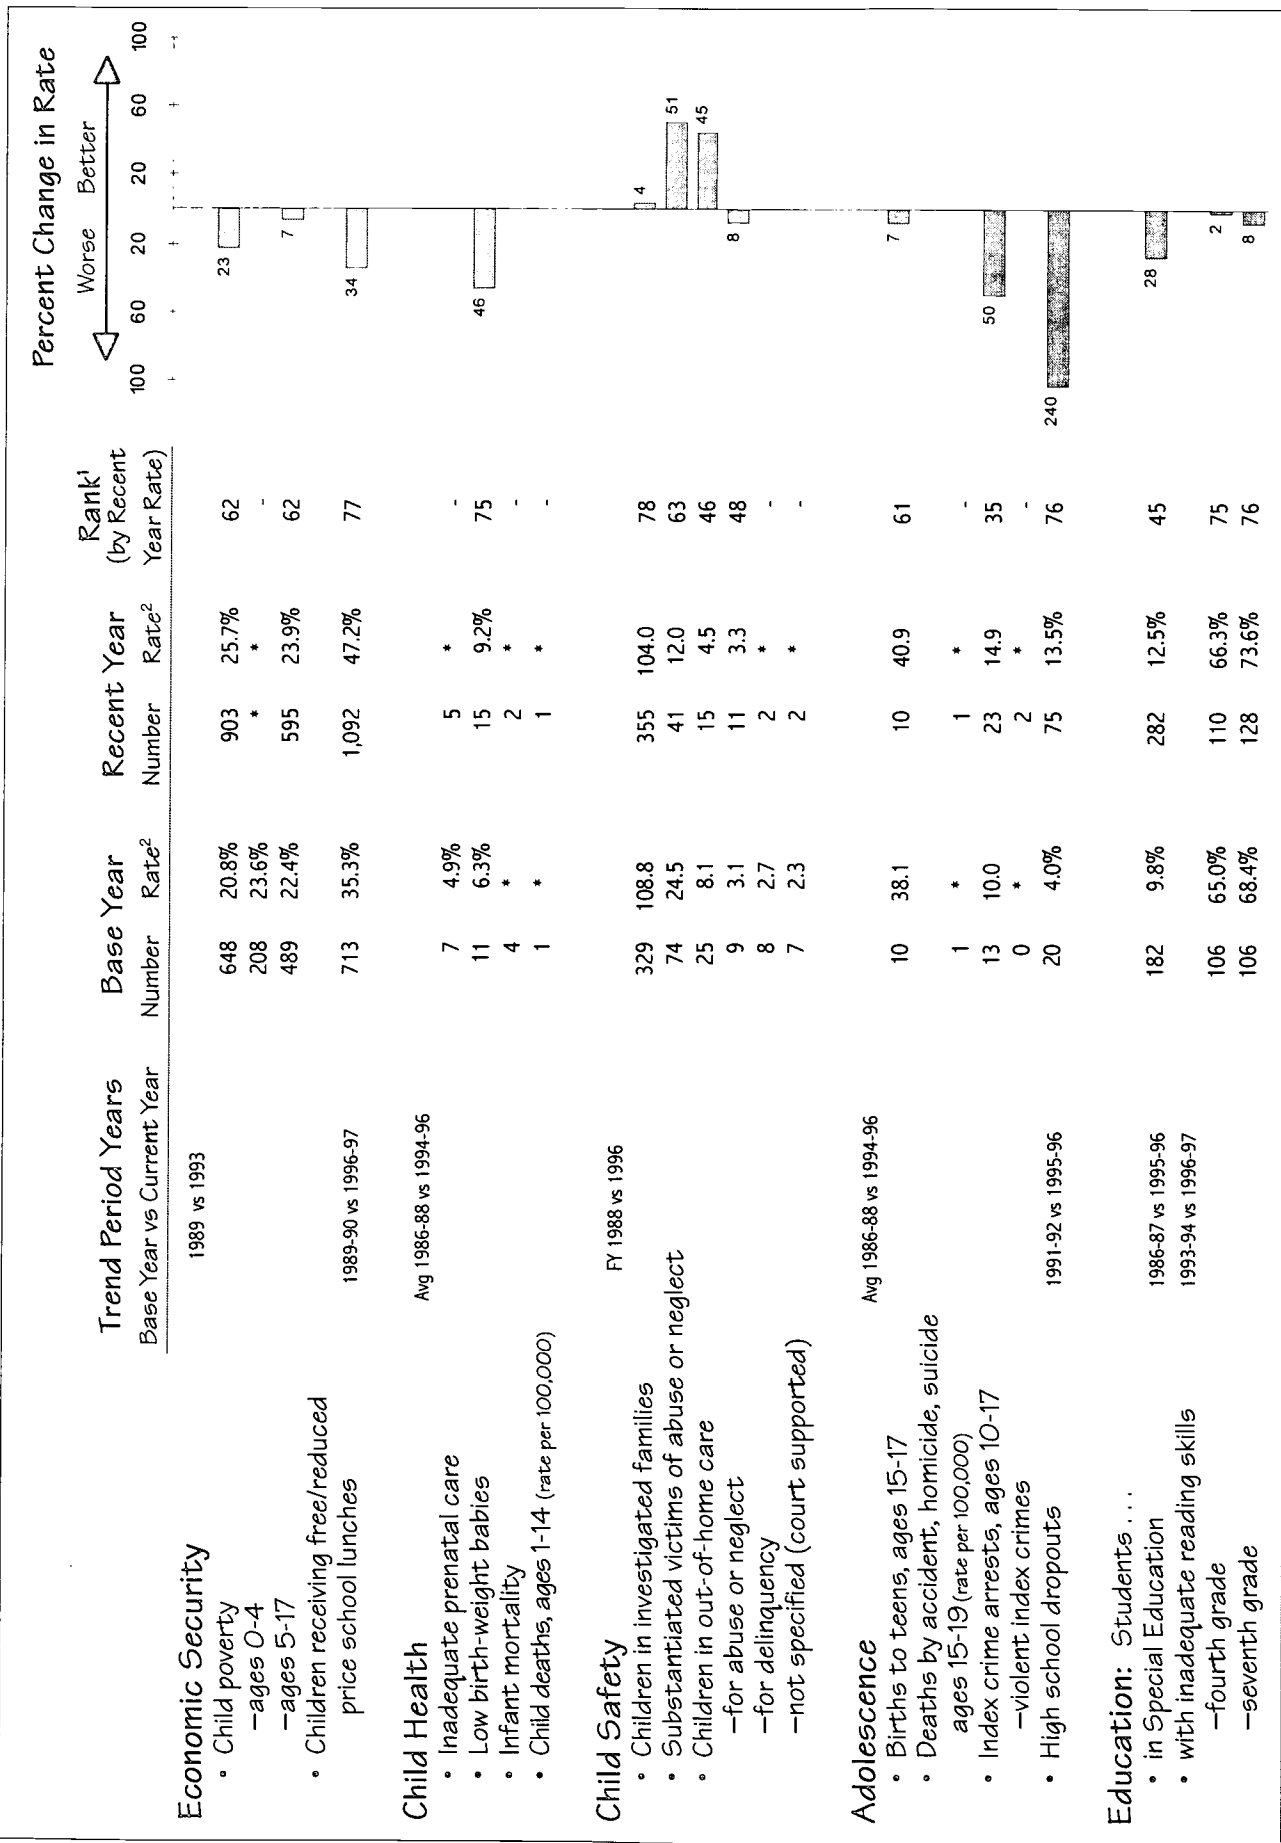 Percent Change in Rate
Worse Better
100 60 20 20 60 100
Trend Period Years Base Year Recent Year Rank¹
(by Recent
Base Year vs Current Year Number Rate² Number Rate² Year Rate)
Economic Security 1989 vs 1993
• Child poverty 648 20.8% 903 25.7% 62 23
–ages 0-4 208 23.6% * * -
–ages 5-17 489 22.4% 595 23.9% 62 7
• Children receiving free/reduced
price school lunches 1989-90 vs 1996-97 713 35.3% 1,092 47.2% 77 34
Child Health Avg 1986-88 vs 1994-96
• Inadequate prenatal care 7 4.9% 5 * -
• Low birth-weight babies 11 6.3% 15 9.2% 75 46
• Infant mortality 4 * 2 * -
• Child deaths, ages 1-14 (rate per 100,000) 1 * 1 * -
Child Safety FY 1988 vs 1996
• Children in investigated families 329 108.8 355 104.0 78 4
• Substantiated victims of abuse or neglect 74 24.5 41 12.0 63 51
• Children in out-of-home care 25 8.1 15 4.5 46 45
–for abuse or neglect 9 3.1 11 3.3 48 8
–for delinquency 8 2.7 2 * -
–not specified (court supported) 7 2.3 2 * -
Adolescence Avg 1986-88 vs 1994-96
• Births to teens, ages 15-17 10 38.1 10 40.9 61 7
• Deaths by accident, homicide, suicide
ages 15-19 (rate per 100,000) 1 * 1 * -
• Index crime arrests, ages 10-17 13 10.0 23 14.9 35 50
–violent index crimes 0 * 2 * -
• High school dropouts 1991-92 vs 1995-96 20 4.0% 75 13.5% 76 240
Education: Students . . .
• in Special Education 1986-87 vs 1995-96 182 9.8% 282 12.5% 45 28
• with inadequate reading skills 1993-94 vs 1996-97
–fourth grade 106 65.0% 110 66.3% 75 2
–seventh grade 106 68.4% 128 73.6% 76 8